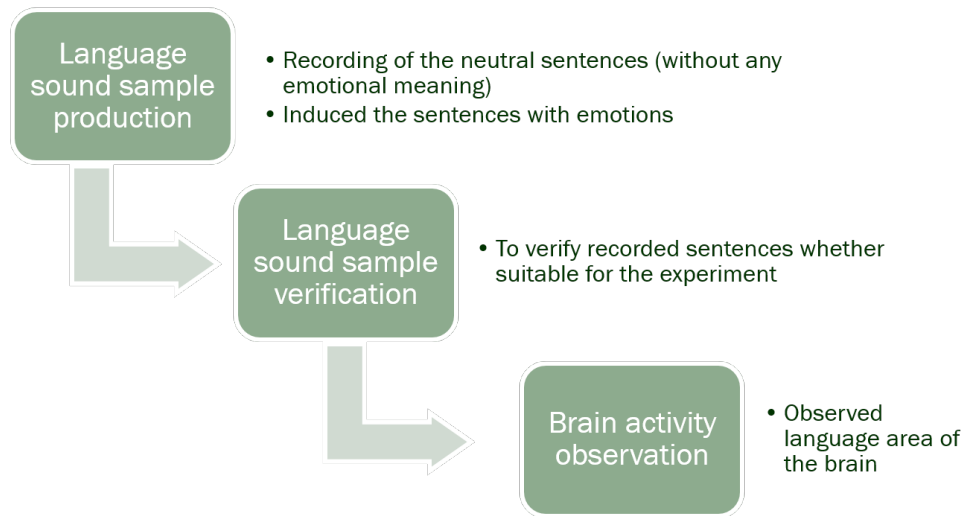 Language
sound sample
production
• Recording of the neutral sentences (without any
emotional meaning)
• Induced the sentences with emotions
Language
sound sample
verification
• To verify recorded sentences whether
suitable for the experiment
Brain activity
observation
• Observed
language area of
the brain